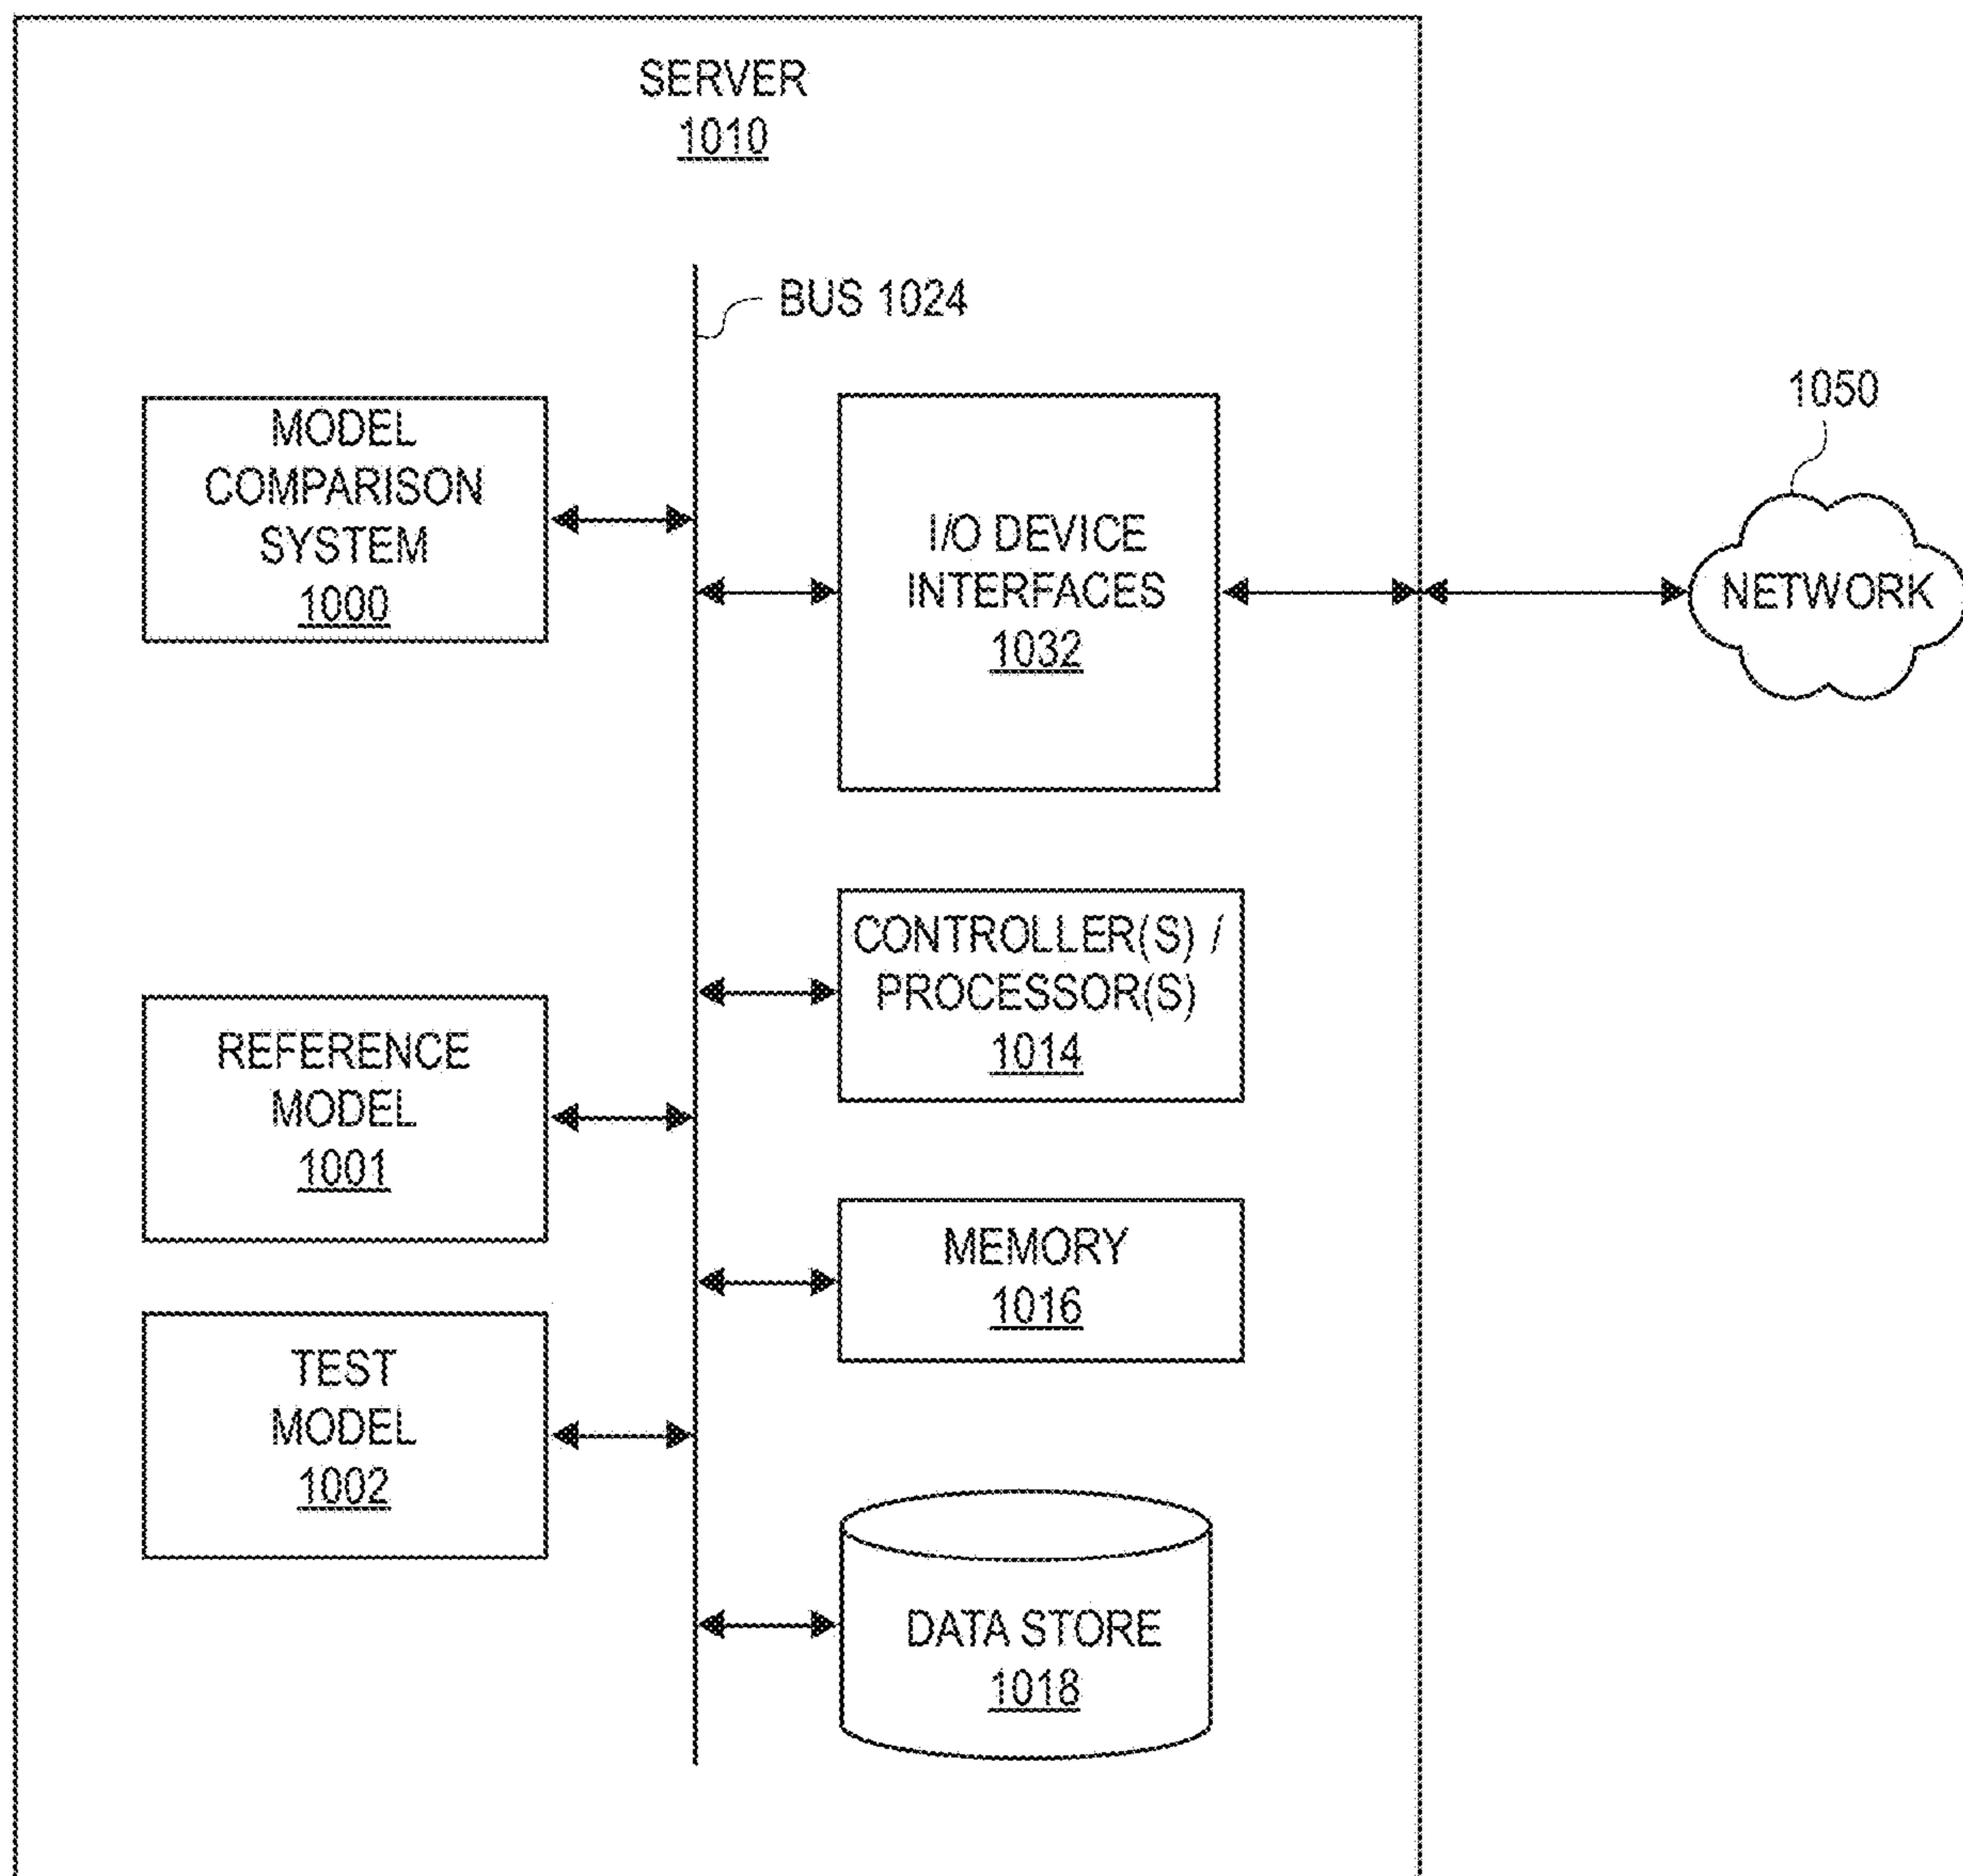 SERVER
1010
BUS 1024
MODEL
COMPARISON
SYSTEM
1000
I/O DEVICE
INTERFACES
1032
1050
NETWORK
CONTROLLER(S) /
PROCESSOR(S)
1014
REFERENCE
MODEL
1001
MEMORY
1016
TEST
MODEL
1002
DATA STORE
1018